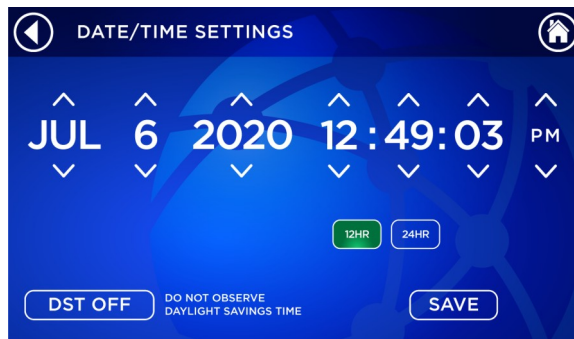 DATE/TIME SETTINGS
JUL 6 2020 12:49:03 PM
12HR 24HR
DST OFF
DO NOT OBSERVE
DAYLIGHT SAVINGS TIME
SAVE